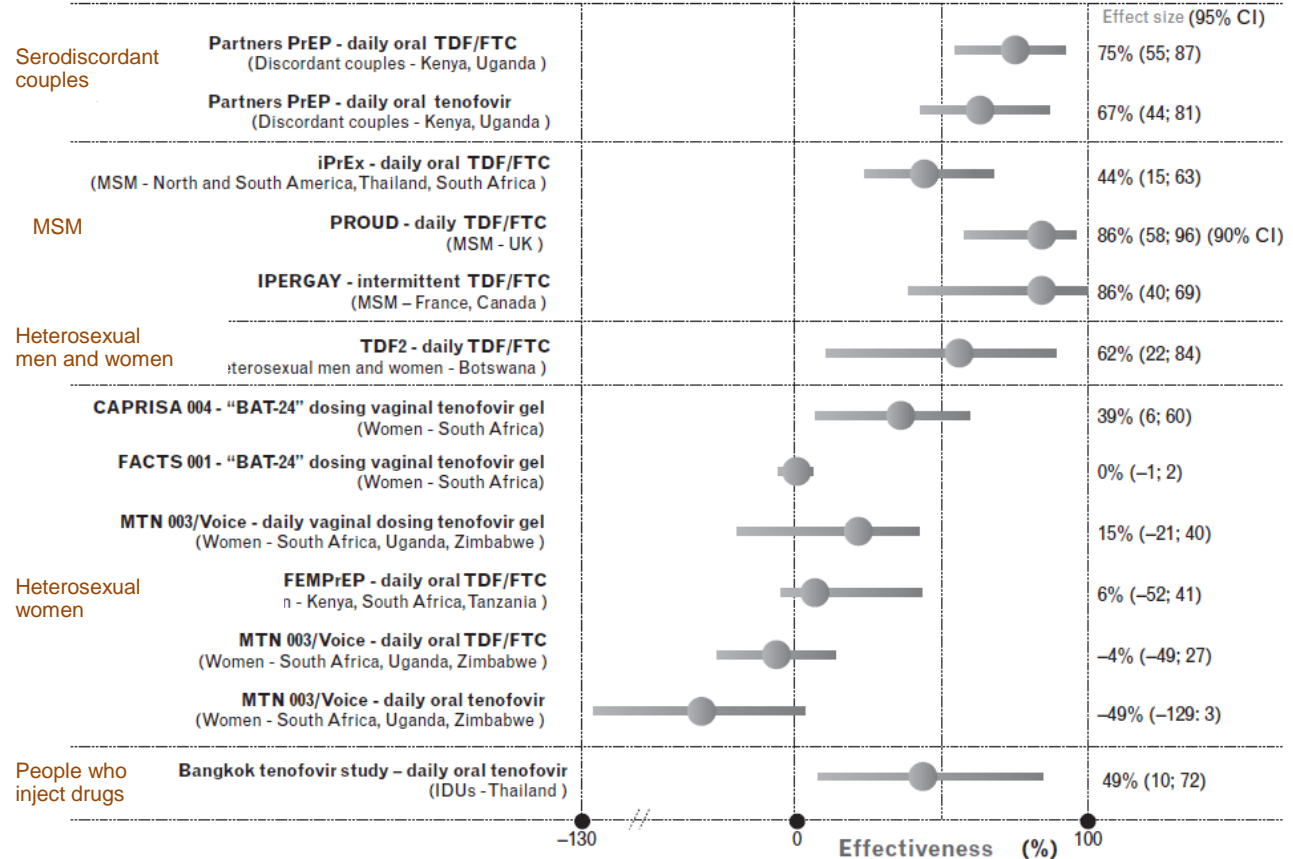 Effect size (95% CI)
Serodiscordant
couples
Partners PrEP - daily oral TDF/FTC
(Discordant couples - Kenya, Uganda )
75% (55; 87)
Partners PrEP - daily oral tenofovir
(Discordant couples - Kenya, Uganda )
67% (44; 81)
MSM
iPrEx - daily oral TDF/FTC
(MSM - North and South America, Thailand, South Africa )
44% (15; 63)
PROUD - daily TDF/FTC
(MSM - UK )
86% (58; 96) (90% CI)
IPERGAY - intermittent TDF/FTC
(MSM – France, Canada )
86% (40; 69)
Heterosexual
men and women
TDF2 - daily TDF/FTC
eterosexual men and women - Botswana )
62% (22; 84)
Heterosexual
women
CAPRISA 004 - “BAT-24” dosing vaginal tenofovir gel
(Women - South Africa)
39% (6; 60)
FACTS 001 - “BAT-24” dosing vaginal tenofovir gel
(Women - South Africa)
0% (–1; 2)
MTN 003/Voice - daily vaginal dosing tenofovir gel
(Women - South Africa, Uganda, Zimbabwe )
15% (–21; 40)
FEMPrEP - daily oral TDF/FTC
n - Kenya, South Africa, Tanzania )
6% (–52; 41)
MTN 003/Voice - daily oral TDF/FTC
(Women - South Africa, Uganda, Zimbabwe )
–4% (–49; 27)
MTN 003/Voice - daily oral tenofovir
(Women - South Africa, Uganda, Zimbabwe )
–49% (–129: 3)
People who
inject drugs
Bangkok tenofovir study – daily oral tenofovir
(IDUs - Thailand )
49% (10; 72)
–130
0
100
Effectiveness (%)